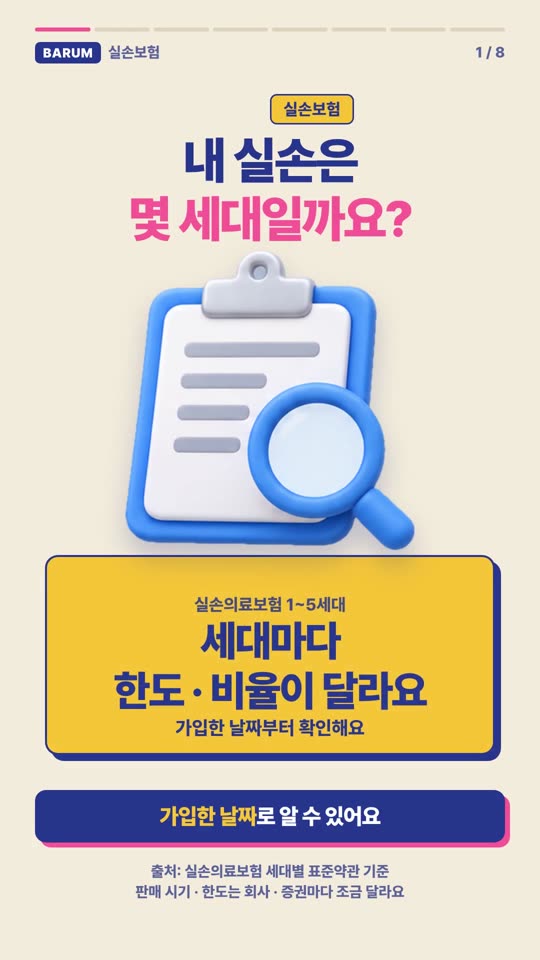 BARUM 실손보험 1 / 8
실손보험
내 실손은
몇 세대일까요?
실손의료보험 1~5세대
세대마다
한도 · 비율이 달라요
가입한 날짜부터 확인해요
가입한 날짜로 알 수 있어요
출처: 실손의료보험 세대별 표준약관 기준
판매 시기 · 한도는 회사 · 증권마다 조금 달라요